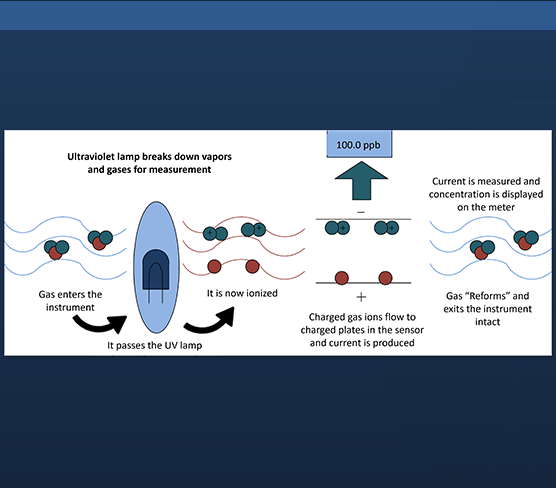 Ultraviolet lamp breaks down vapors
and gases for measurement
Gas enters the
instrument
It passes the UV lamp
+
+
It is now ionized
100.0 ppb
−
+
+
+
Charged gas ions flow to
charged plates in the sensor
and current is produced
Current is measured and
concentration is displayed
on the meter
Gas “Reforms” and
exits the instrument
intact